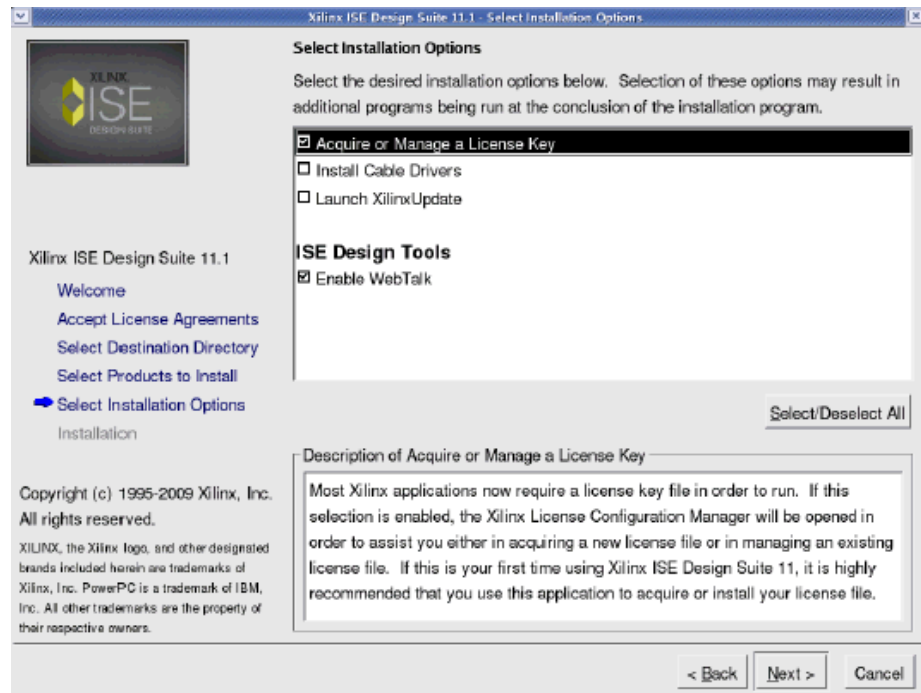 Xilinx ISE Design Suite 11.1 - Select Installation Options
XILINX
ISE
DESIGN SUITE
Xilinx ISE Design Suite 11.1
Welcome
Accept License Agreements
Select Destination Directory
Select Products to Install
Select Installation Options
Installation
Copyright (c) 1995-2009 Xilinx, Inc.
All rights reserved.
XILINX, the Xilinx logo, and other designated
brands included herein are trademarks of
Xilinx, Inc. PowerPC is a trademark of IBM,
Inc. All other trademarks are the property of
their respective owners.
Select Installation Options
Select the desired installation options below. Selection of these options may result in
additional programs being run at the conclusion of the installation program.
Acquire or Manage a License Key
Install Cable Drivers
Launch XilinxUpdate
ISE Design Tools
Enable WebTalk
Select/Deselect All
Description of Acquire or Manage a License Key
Most Xilinx applications now require a license key file in order to run. If this
selection is enabled, the Xilinx License Configuration Manager will be opened in
order to assist you either in acquiring a new license file or in managing an existing
license file. If this is your first time using Xilinx ISE Design Suite 11, it is highly
recommended that you use this application to acquire or install your license file.
< Back
Next >
Cancel